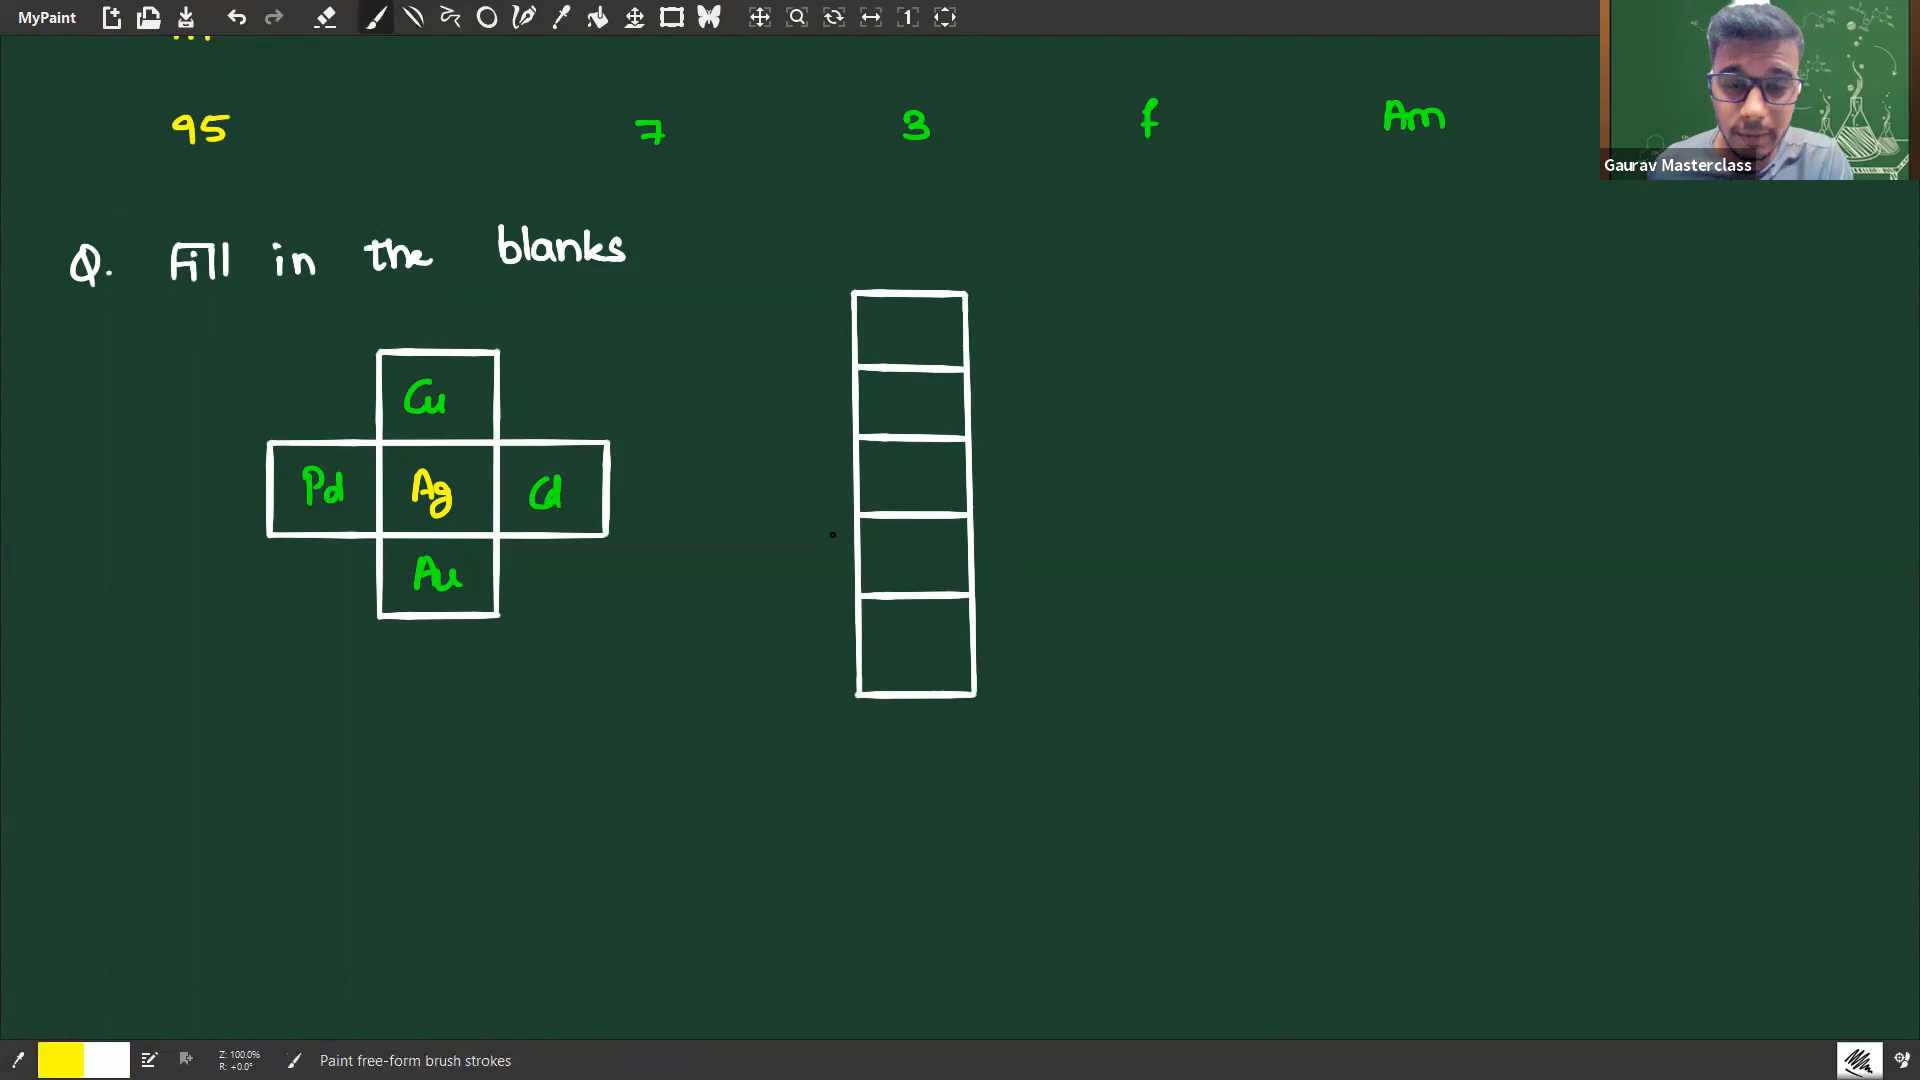 MyPaint
95 7 3 f Am
Gaurav Masterclass
Q. Fill in the blanks
Cu
Pd Ag Cd
Au
Z: 100.0%
R: +0.0°
Paint free-form brush strokes